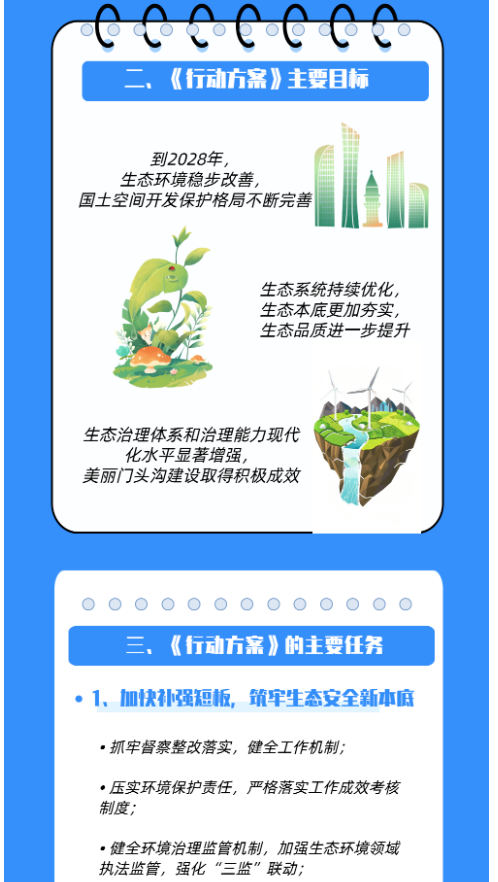 二、《行动方案》主要目标
到2028年，
生态环境稳步改善，
国土空间开发保护格局不断完善
生态系统持续优化，
生态本底更加夯实，
生态品质进一步提升
生态治理体系和治理能力现代
化水平显著增强，
美丽门头沟建设取得积极成效
三、《行动方案》的主要任务
• 1、加快补强短板，筑牢生态安全新本底
• 抓牢督察整改落实，健全工作机制；
• 压实环境保护责任，严格落实工作成效考核
制度；
• 健全环境治理监管机制，加强生态环境领域
执法监管，强化“三监”联动；